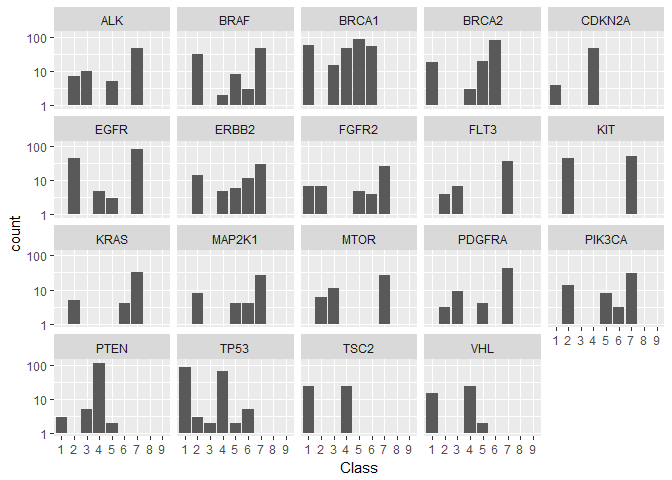 ALK BRAF BRCA1 BRCA2 CDKN2A
100
10
1
EGFR ERBB2 FGFR2 FLT3 KIT
100
10
1
count
KRAS MAP2K1 MTOR PDGFRA PIK3CA
100
10
1
1 2 3 4 5 6 7 8 9
PTEN TP53 TSC2 VHL
100
10
1
1 2 3 4 5 6 7 8 9 1 2 3 4 5 6 7 8 9 1 2 3 4 5 6 7 8 9 1 2 3 4 5 6 7 8 9
Class